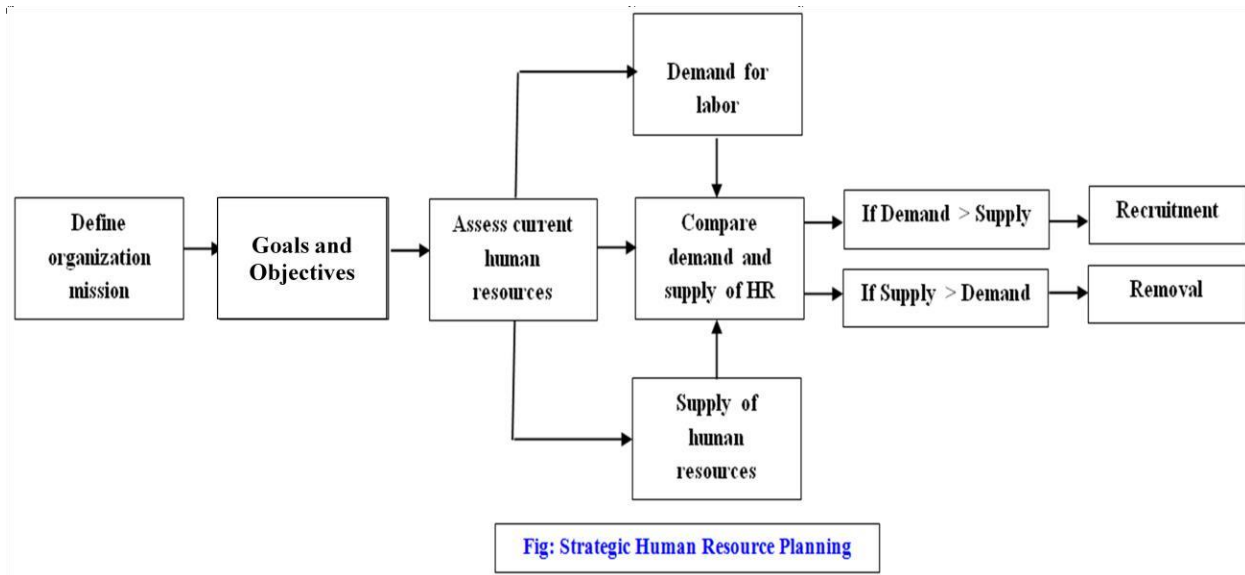 Define
organization
mission
Goals and
Objectives
Assess current
human
resources
Demand for
labor
Compare
demand and
supply of HR
Supply of
human
resources
If Demand > Supply
Recruitment
If Supply > Demand
Removal
Fig: Strategic Human Resource Planning